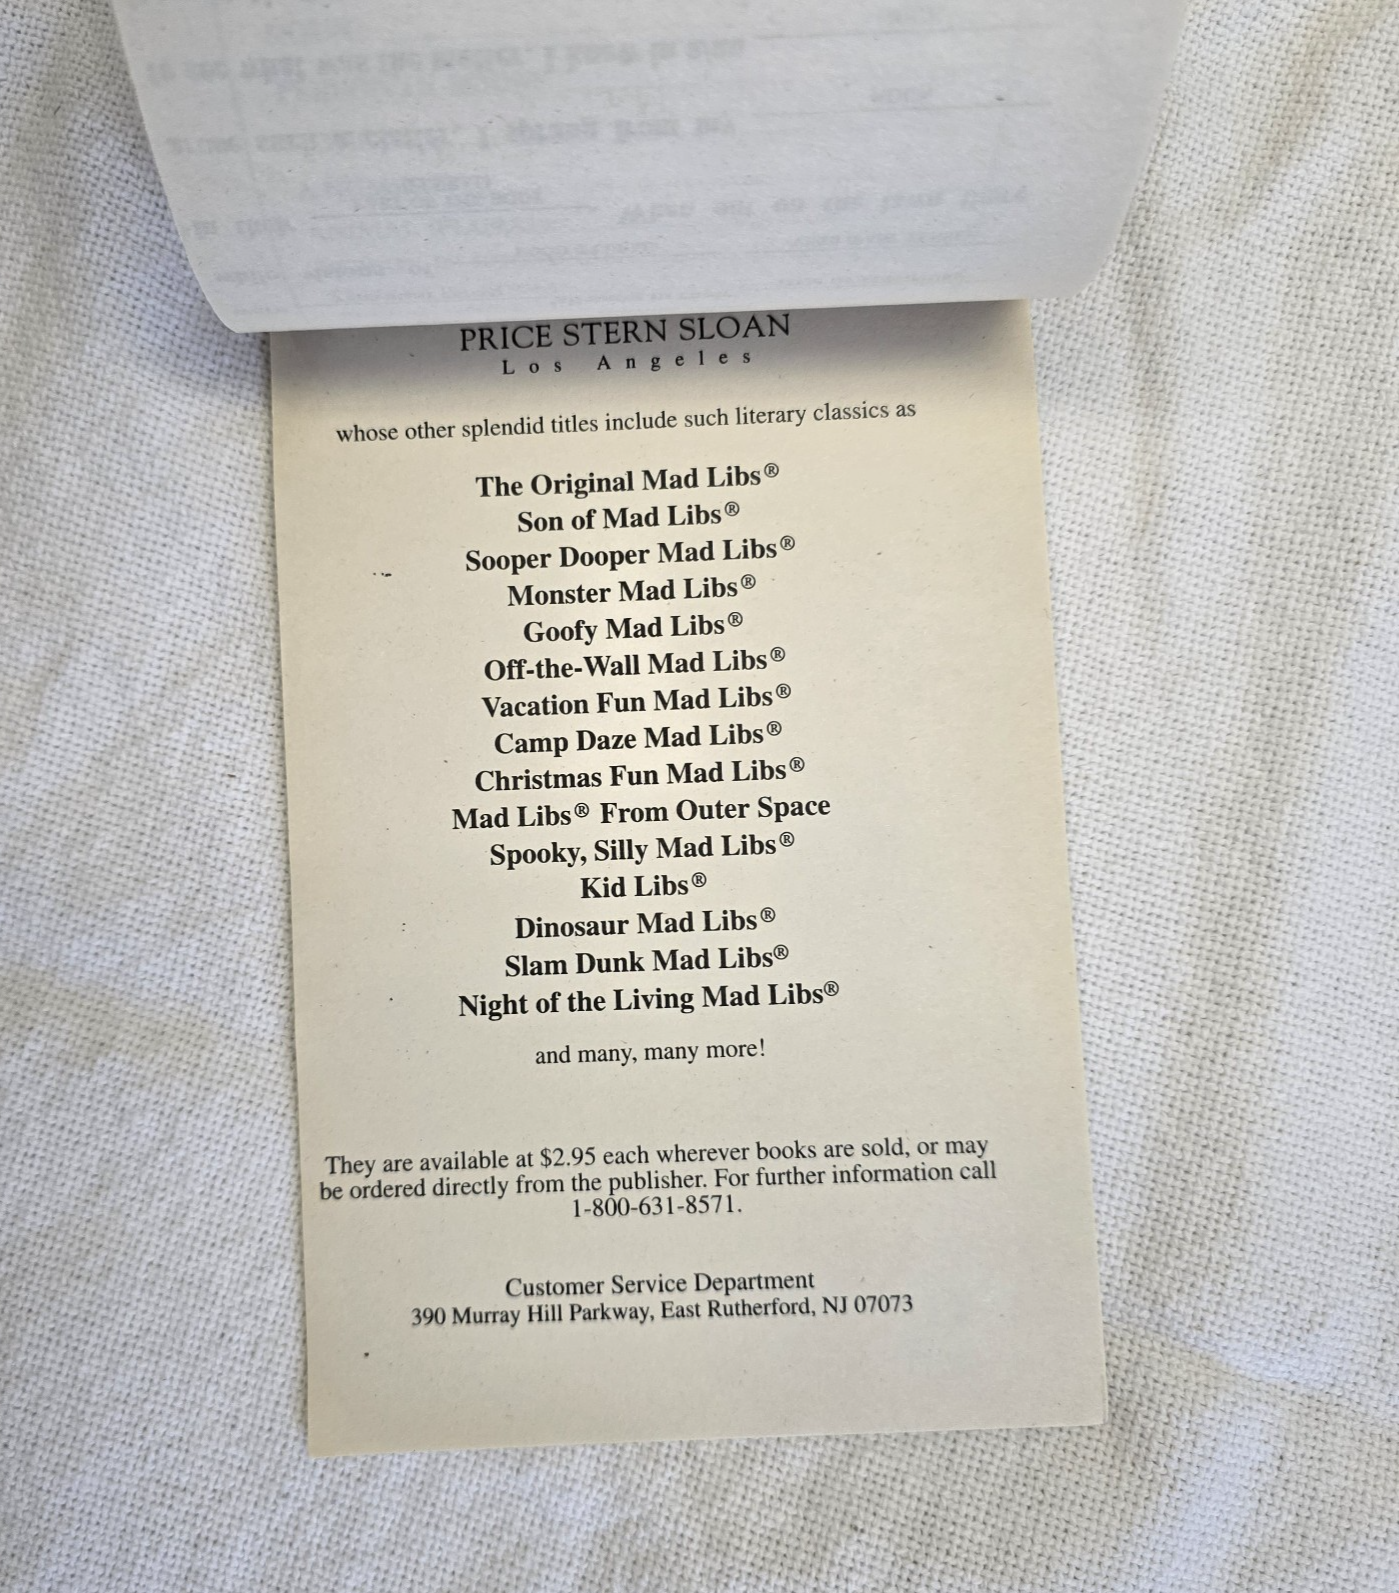 PRICE STERN SLOAN
Los Angeles
whose other splendid titles include such literary classics as
The Original Mad Libs®
Son of Mad Libs®
Sooper Dooper Mad Libs®
Monster Mad Libs®
Goofy Mad Libs®
Off-the-Wall Mad Libs®
Vacation Fun Mad Libs®
Camp Daze Mad Libs®
Christmas Fun Mad Libs®
Mad Libs® From Outer Space
Spooky, Silly Mad Libs®
Kid Libs®
Dinosaur Mad Libs®
Slam Dunk Mad Libs®
Night of the Living Mad Libs®
and many, many more!
They are available at $2.95 each wherever books are sold, or may
be ordered directly from the publisher. For further information call
1-800-631-8571.
Customer Service Department
390 Murray Hill Parkway, East Rutherford, NJ 07073